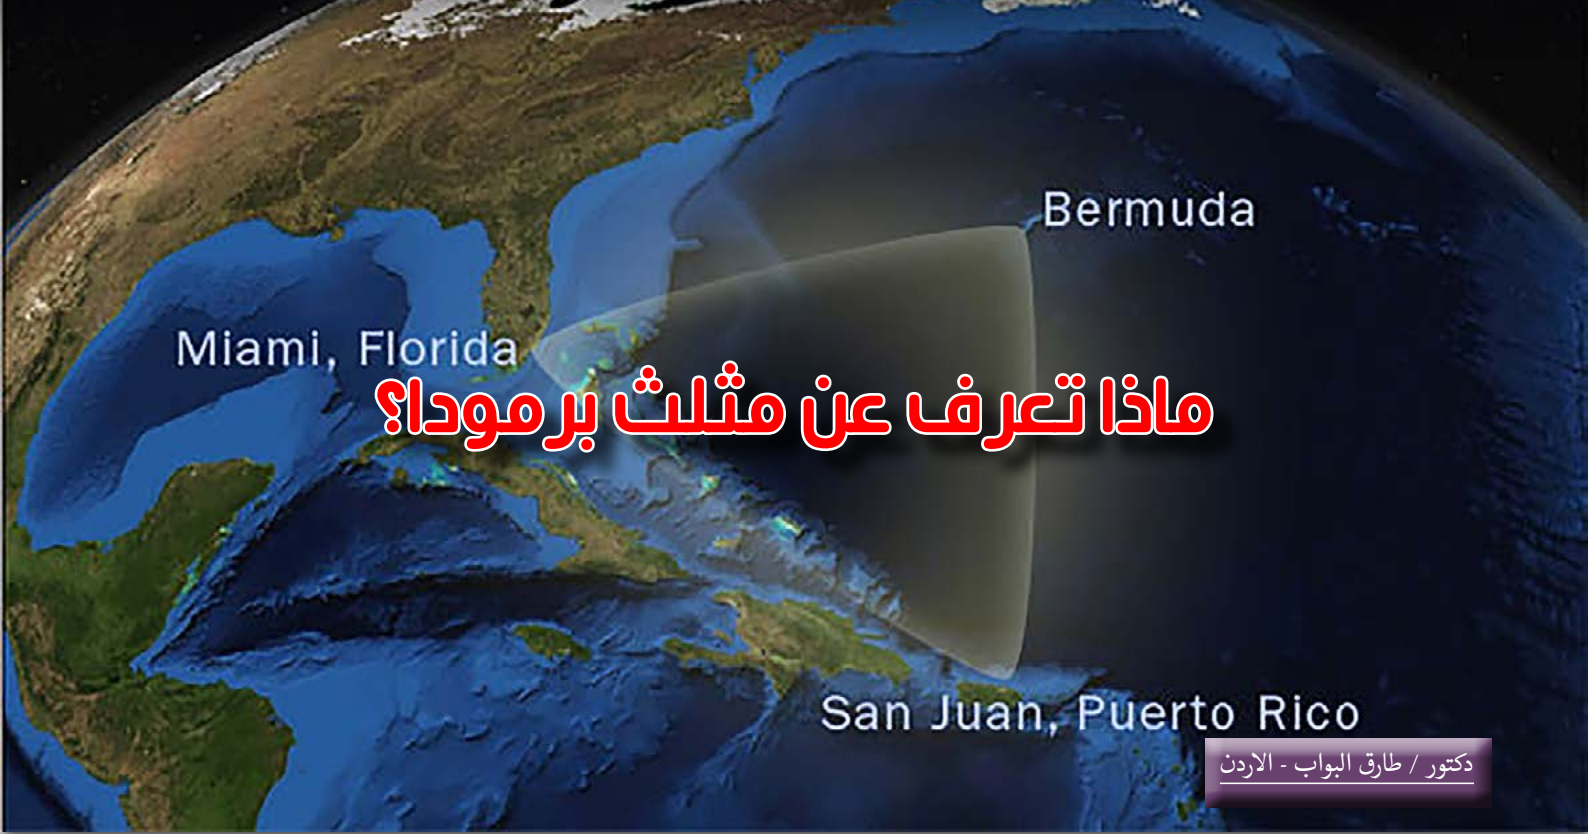 Bermuda
Miami, Florida
ماذا تعرف عن مثلث برمودا؟
San Juan, Puerto Rico
دكتور / طارق البواب - الاردن